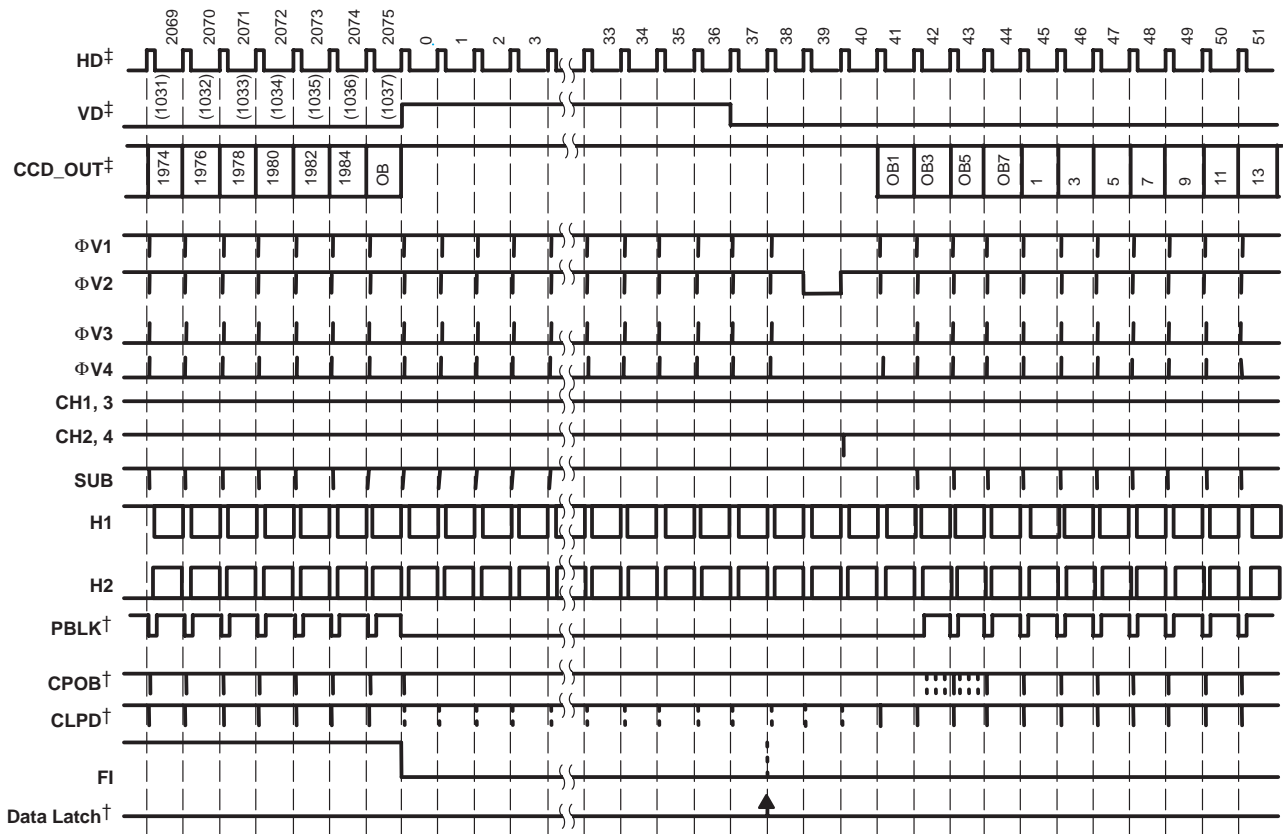 2069 2070 2071 2072 2073 2074 2075 0 1 2 3 33 34 35 36 37 38 39 40 41 42 43 44 45 46 47 48 49 50 51
HD‡
(1031) (1032) (1033) (1034) (1035) (1036) (1037)
VD‡
CCD_OUT‡ 1974 1976 1978 1980 1982 1984 OB OB1 OB3 OB5 OB7 1 3 5 7 9 11 13
ΦV1
ΦV2
ΦV3
ΦV4
CH1, 3
CH2, 4
SUB
H1
H2
PBLK†
CPOB†
CLPD†
FI
Data Latch†